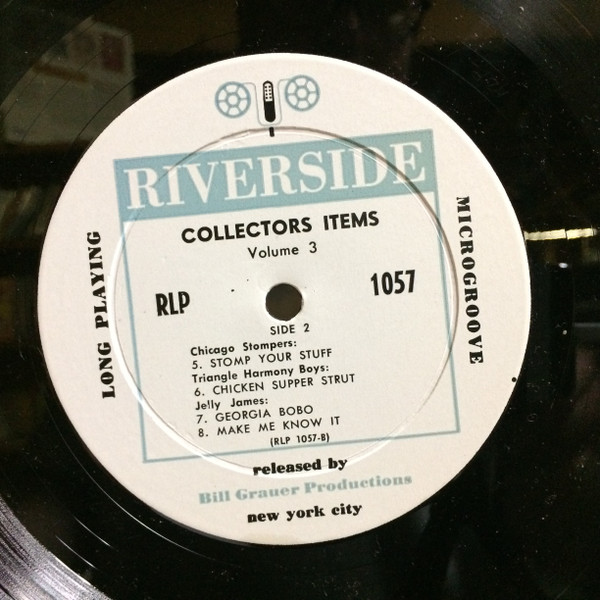 RIVERSIDE
COLLECTORS ITEMS
Volume 3
LONG PLAYING
MICROGROOVE
RLP 1057
SIDE 2
Chicago Stompers:
5. STOMP YOUR STUFF
Triangle Harmony Boys:
6. CHICKEN SUPPER STRUT
Jelly James:
7. GEORGIA BOBO
8. MAKE ME KNOW IT
(RLP 1057-B)
released by
Bill Grauer Productions
new york city